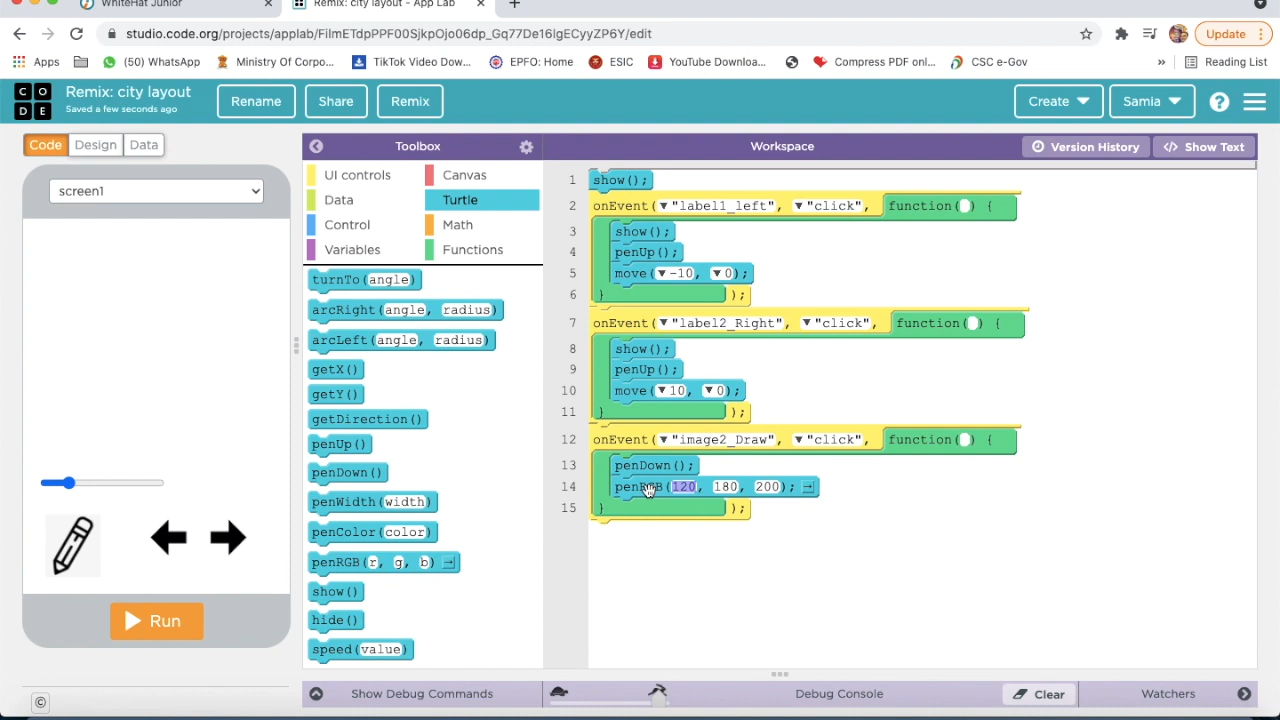 WhiteHat Junior
Remix: city layout - App Lab
studio.code.org/projects/applab/FilmETdpPPF00SjkpOjo06dp_Gq77De16lgECyyZP6Y/edit
Update
Apps
(50) WhatsApp
Ministry Of Corpo...
TikTok Video Dow...
EPFO: Home
ESIC
YouTube Downloa...
Compress PDF onl...
CSC e-Gov
»
Reading List
C O
D E
Remix: city layout
Saved a few seconds ago
Rename
Share
Remix
Create
Samia
Code
Design
Data
Toolbox
Workspace
Version History
</> Show Text
screen1
UI controls
Canvas
Data
Turtle
Control
Math
Variables
Functions
turnTo(angle)
arcRight(angle, radius)
arcLeft(angle, radius)
getX()
getY()
getDirection()
penUp()
penDown()
penWidth(width)
penColor(color)
penRGB(r, g, b)
show()
hide()
speed(value)
1 show();
2 onEvent(▼"label1_left", ▼"click", function() {
3 show();
4 penUp();
5 move(▼-10, ▼0);
6 } );
7 onEvent(▼"label2_Right", ▼"click", function() {
8 show();
9 penUp();
10 move(▼10, ▼0);
11 } );
12 onEvent(▼"image2_Draw", ▼"click", function() {
13 penDown();
14 penRGB(120, 180, 200);
15 } );
Run
©
Show Debug Commands
Debug Console
Clear
Watchers